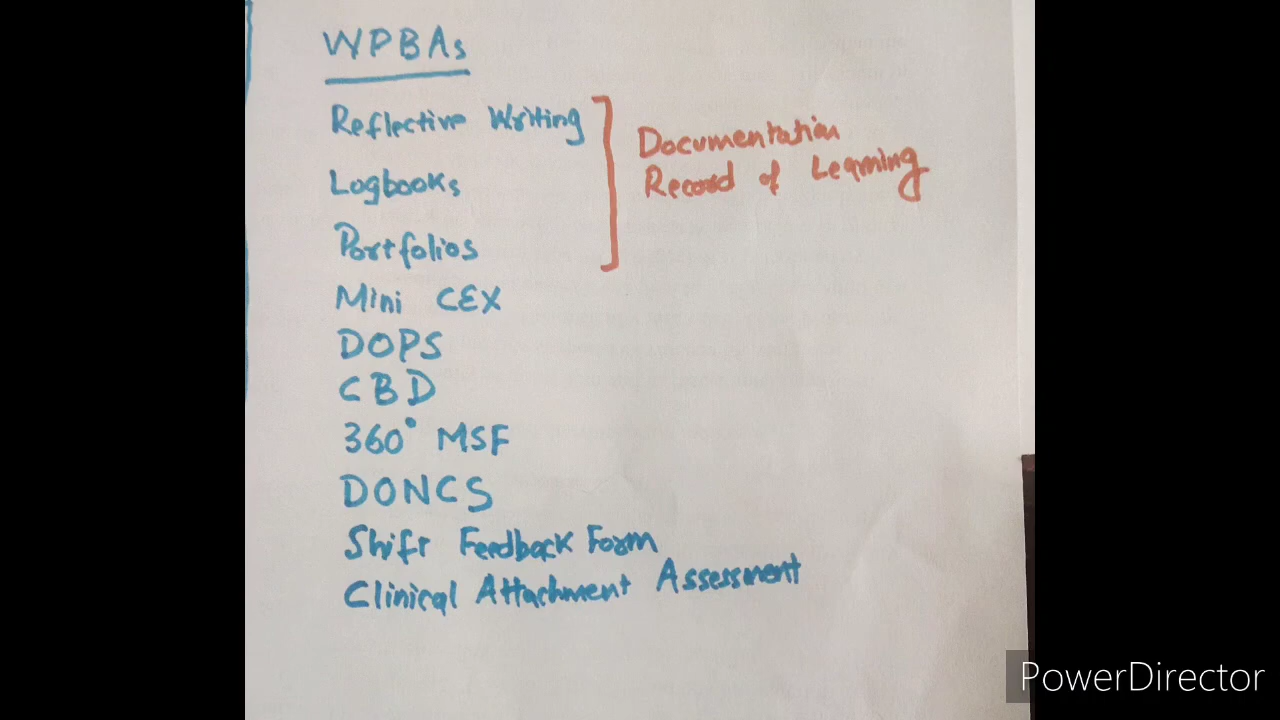 WPBAs
Reflective Writing
Documentation
Record of Learning
Logbooks
Portfolios
Mini CEX
DOPS
CBD
360° MSF
DONCS
Shift Feedback Form
Clinical Attachment Assessment
PowerDirector